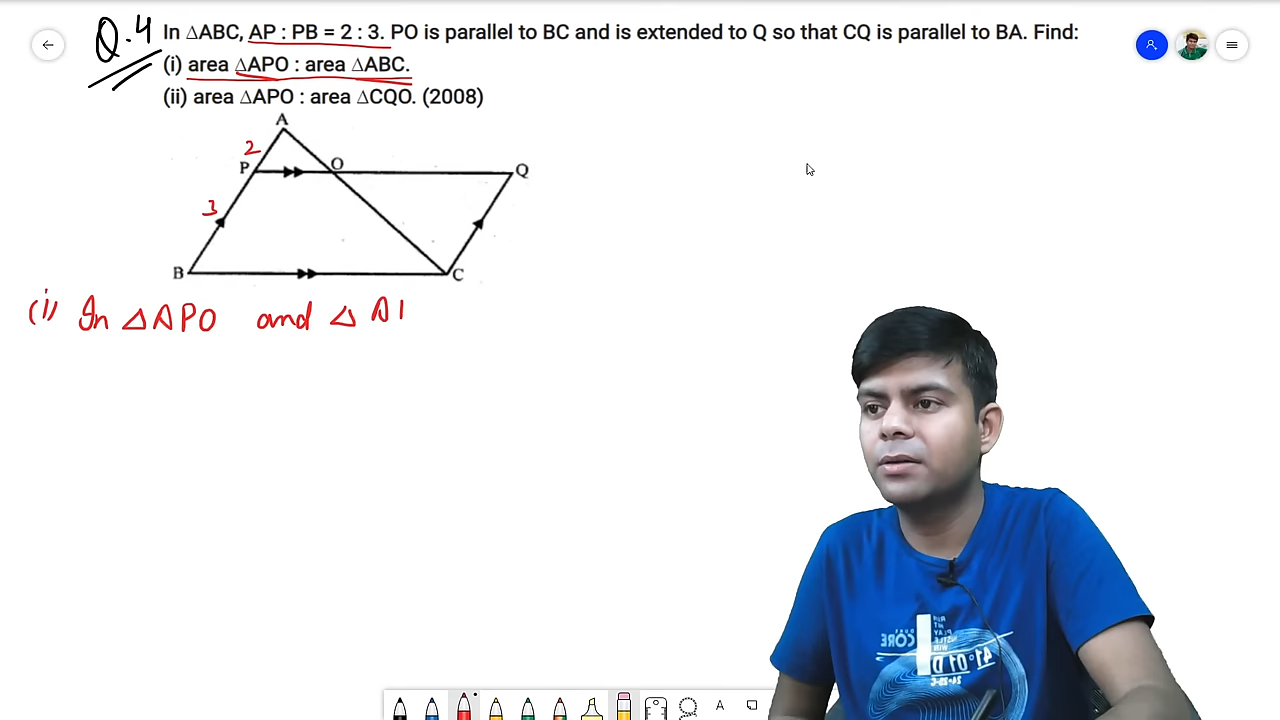 Q.4 In △ABC, AP : PB = 2 : 3. PO is parallel to BC and is extended to Q so that CQ is parallel to BA. Find:
(i) area △APO : area △ABC.
(ii) area △APO : area △CQO. (2008)
A
2
P
O
Q
3
B
C
(i) In △APO and △ A
CORE
A